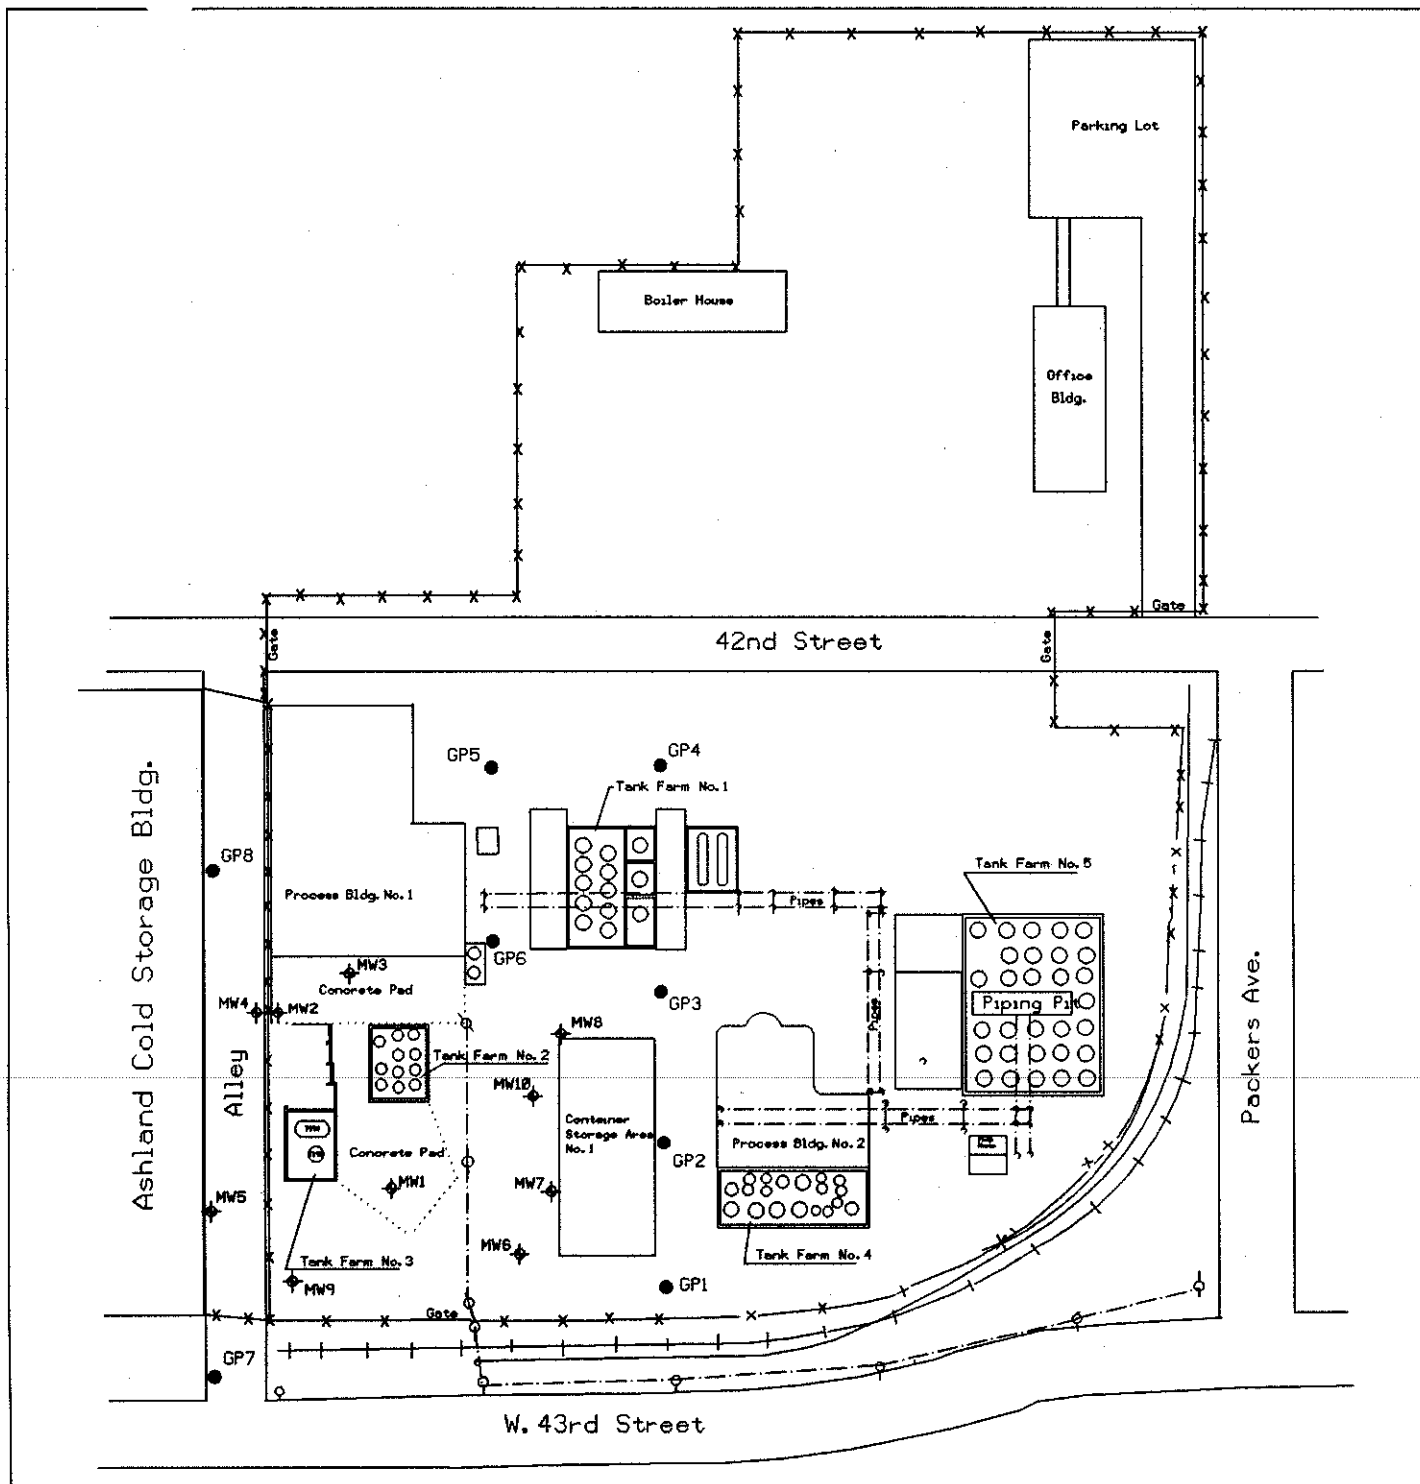 Parking Lot
Boiler House
Office
Bldg.
Gate
42nd Street
Gate
Gate
GP5
GP4
Tank Farm No.1
Ashland Cold Storage Bldg.
GP8
Tank Farm No.5
Process Bldg.No.1
Pipes
GP6
MW3
Concrete Pad
MW4
MW2
GP3
Piping Pit
Pipes
Packers Ave.
MW8
Tank Farm No.2
Alley
MW10
Container
Storage Area
No.1
Pipes
Process Bldg.No.2
GP2
Concrete Pad
MW1
MW7
MW5
MW6
Tank Farm No.4
Tank Farm No.3
MW9
GP1
Gate
GP7
W.43rd Street